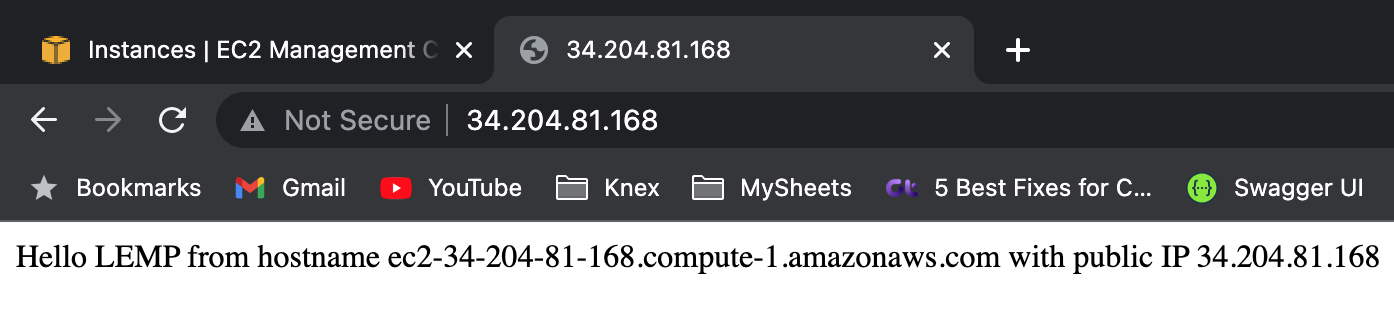 Instances | EC2 Management C
34.204.81.168
Not Secure | 34.204.81.168
Bookmarks Gmail YouTube Knex MySheets 5 Best Fixes for C... Swagger UI
Hello LEMP from hostname ec2-34-204-81-168.compute-1.amazonaws.com with public IP 34.204.81.168